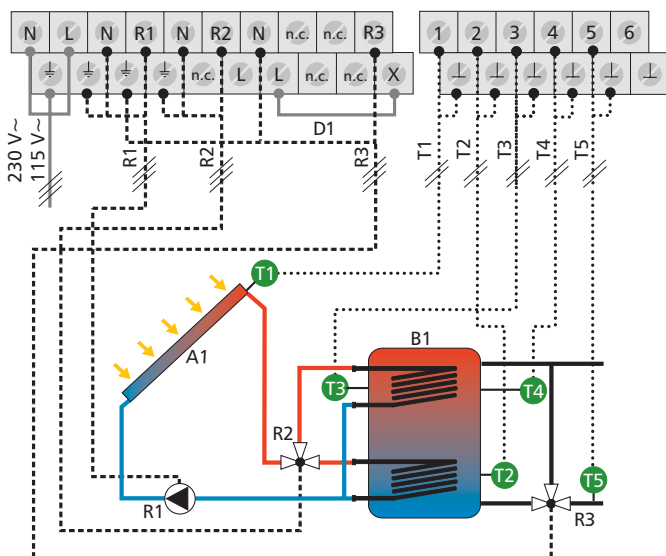 N L N R1 N R2 N n.c. n.c. R3 1 2 3 4 5 6
n.c. L L n.c. n.c. X
D1
230 V~
115 V~
R1
R2
R3
T1
T2
T3
T4
T5
T1
A1
B1
T3
T4
R2
T2
T5
R1
R3